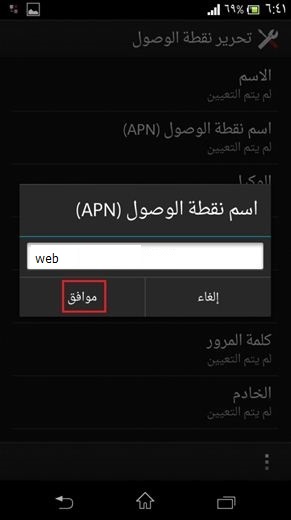 ٦:٤١ ٦٩%
تحرير نقطة الوصول
الاسم
لم يتم التعيين
اسم نقطة الوصول (APN)
لم يتم التعيين
الوكيل
اسم نقطة الوصول (APN)
web
إلغاء
موافق
كلمة المرور
لم يتم التعيين
الخادم
لم يتم التعيين